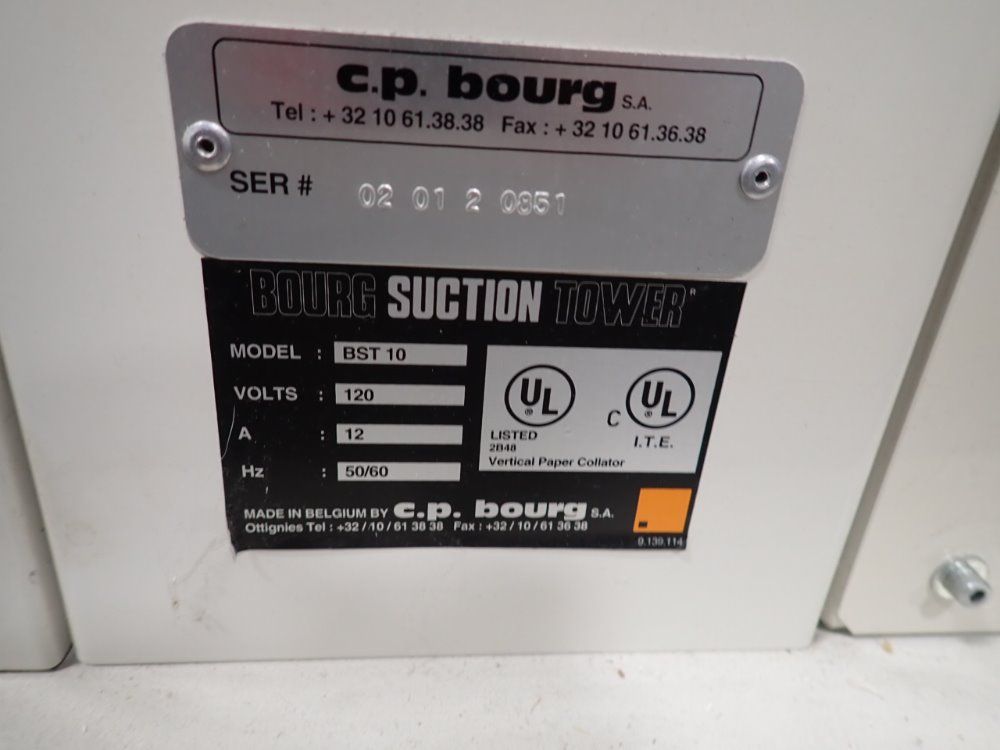 c.p. bourg S.A.
Tel : + 32 10 61.38.38 Fax : + 32 10 61.36.38
SER # 02 01 2 0851
BOURG SUCTION TOWER®
MODEL : BST 10
VOLTS : 120
A : 12
Hz : 50/60
UL ®
LISTED
2B48
Vertical Paper Collator
C UL ®
I.T.E.
MADE IN BELGIUM BY c.p. bourg S.A.
Ottignies Tel : +32/10/61 38 38 Fax : +32/10/61 36 38
9.139.114